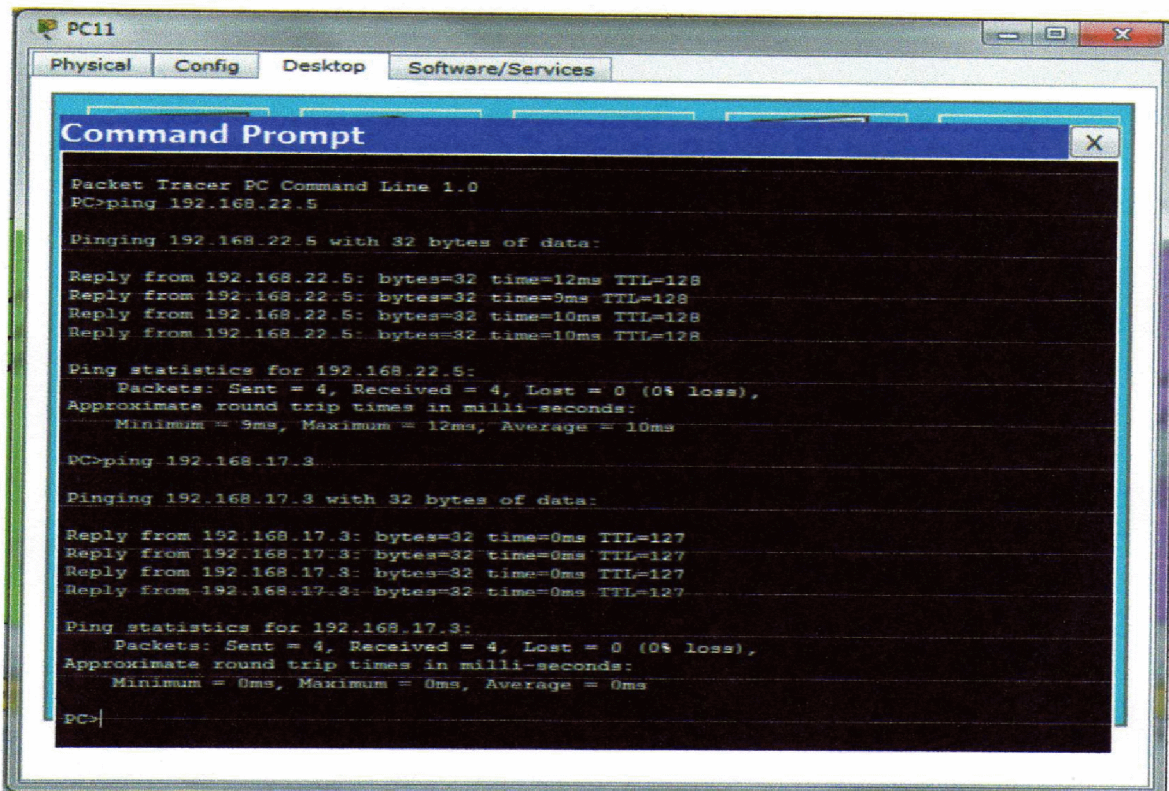 PC11
Physical Config Desktop Software/Services
Command Prompt
X
Packet Tracer PC Command Line 1.0
PC>ping 192.168.22.5
Pinging 192.168.22.5 with 32 bytes of data:
Reply from 192.168.22.5: bytes=32 time=12ms TTL=128
Reply from 192.168.22.5: bytes=32 time=9ms TTL=128
Reply from 192.168.22.5: bytes=32 time=10ms TTL=128
Reply from 192.168.22.5: bytes=32 time=10ms TTL=128
Ping statistics for 192.168.22.5:
Packets: Sent = 4, Received = 4, Lost = 0 (0% loss),
Approximate round trip times in milli-seconds:
Minimum = 9ms, Maximum = 12ms, Average = 10ms
PC>ping 192.168.17.3
Pinging 192.168.17.3 with 32 bytes of data:
Reply from 192.168.17.3: bytes=32 time=0ms TTL=127
Reply from 192.168.17.3: bytes=32 time=0ms TTL=127
Reply from 192.168.17.3: bytes=32 time=0ms TTL=127
Reply from 192.168.17.3: bytes=32 time=0ms TTL=127
Ping statistics for 192.168.17.3:
Packets: Sent = 4, Received = 4, Lost = 0 (0% loss),
Approximate round trip times in milli-seconds:
Minimum = 0ms, Maximum = 0ms, Average = 0ms
PC>